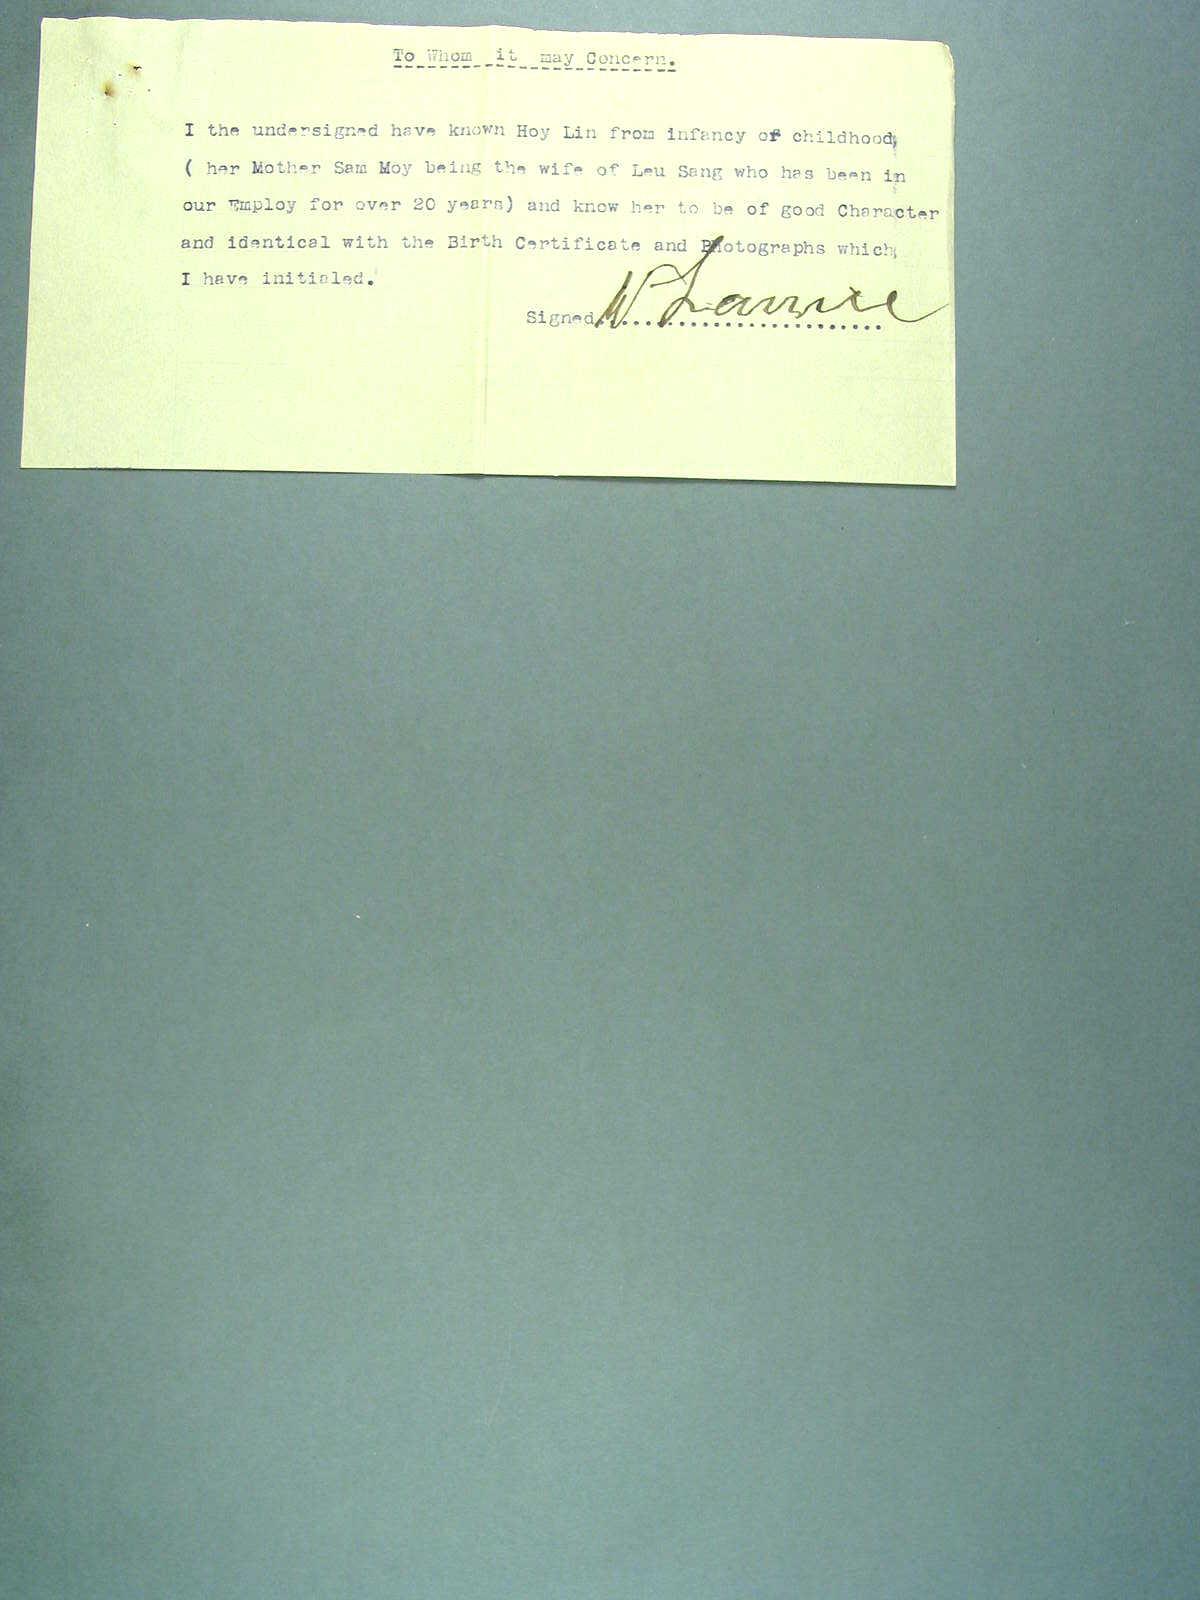 To Whom it may Concern.
I the undersigned have known Hoy Lin from infancy of childhood,
( her Mother Sam Moy being the wife of Leu Sang who has been in
our Employ for over 20 years) and know her to be of good Character
and identical with the Birth Certificate and Photographs which
I have initialed.
Signed W